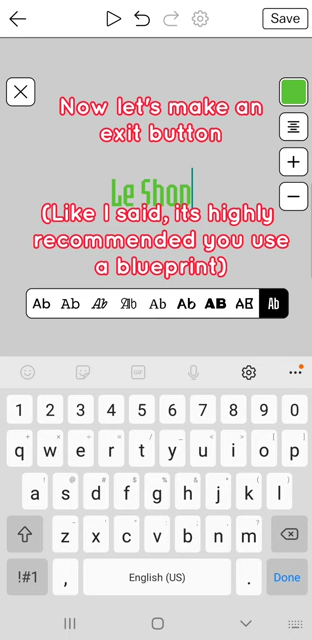 Save
Now let's make an
exit button
Le Shop
(Like I said, its highly
recommended you use
a blueprint)
Ab Ab Ab Ab Ab Ab AB AB Ab
GIF
1 2 3 4 5 6 7 8 9 0
q w e r t y u i o p
a s d f g h j k l
z x c v b n m
!#1 , English (US) . Done